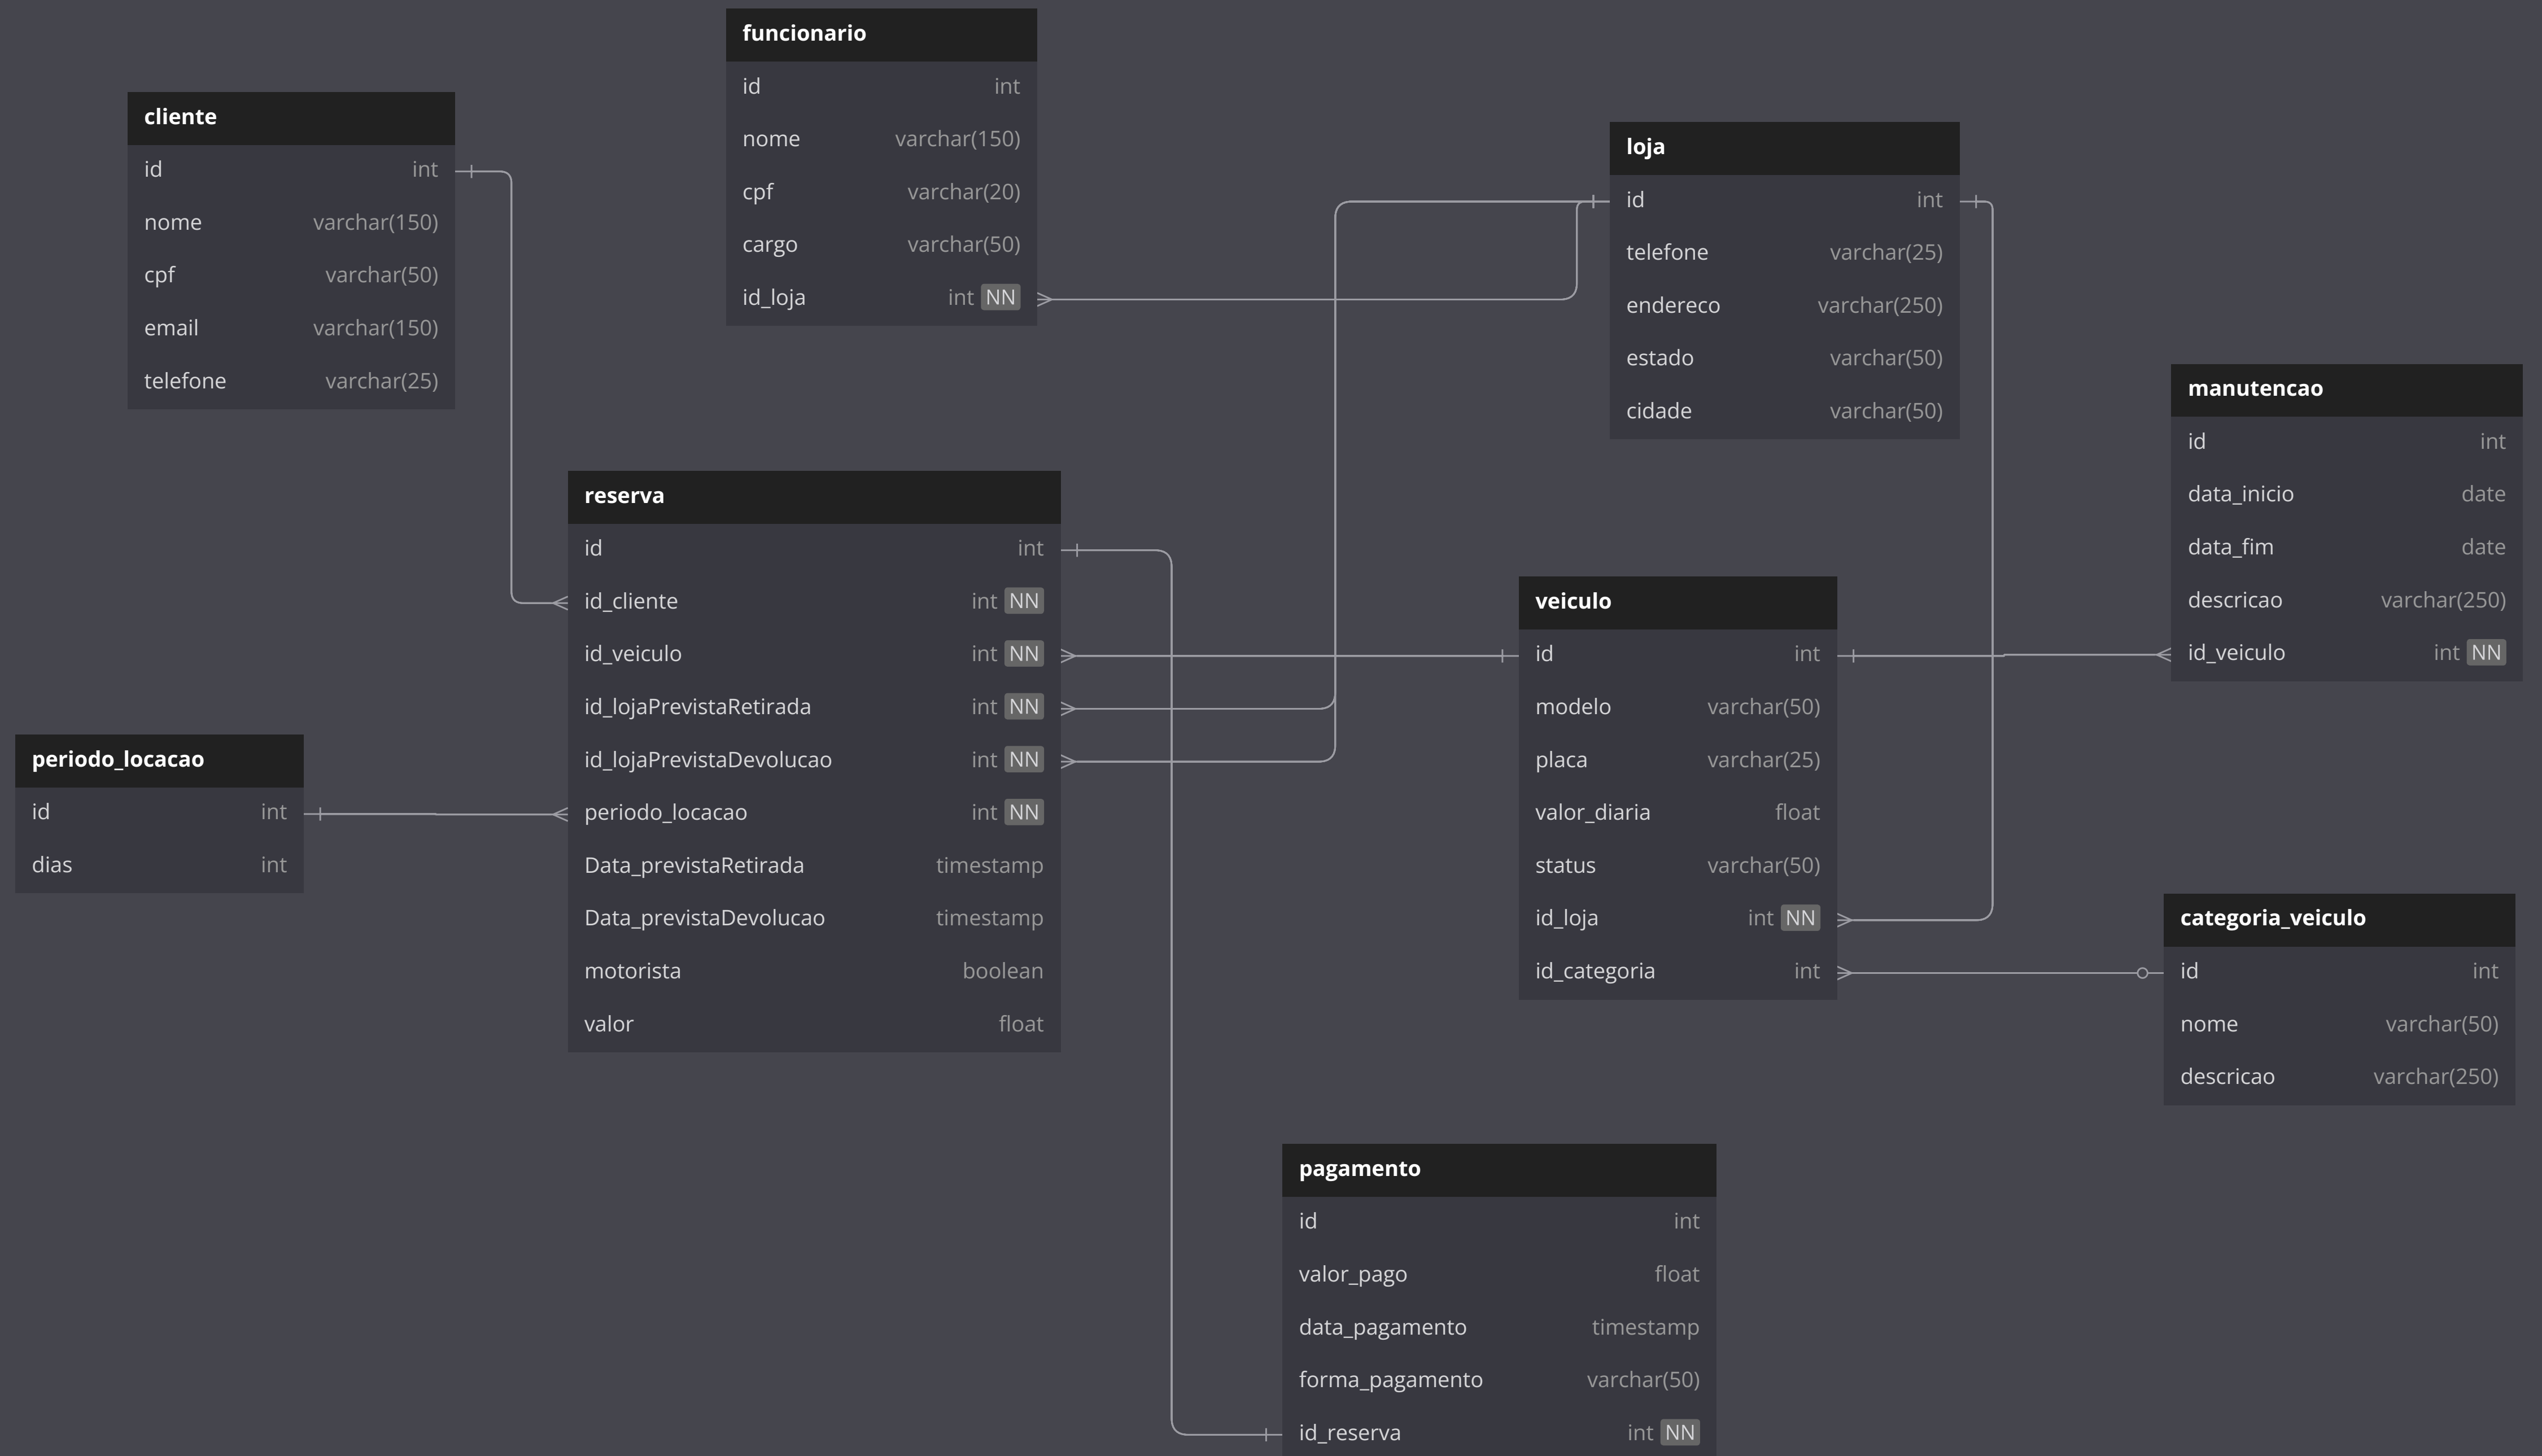 funcionario
id int
nome varchar(150)
cpf varchar(20)
cargo varchar(50)
id_loja int NN
cliente
id int
nome varchar(150)
cpf varchar(50)
email varchar(150)
telefone varchar(25)
loja
id int
telefone varchar(25)
endereco varchar(250)
estado varchar(50)
cidade varchar(50)
manutencao
id int
data_inicio date
data_fim date
descricao varchar(250)
id_veiculo int NN
reserva
id int
id_cliente int NN
id_veiculo int NN
id_lojaPrevistaRetirada int NN
id_lojaPrevistaDevolucao int NN
periodo_locacao int NN
Data_previstaRetirada timestamp
Data_previstaDevolucao timestamp
motorista boolean
valor float
veiculo
id int
modelo varchar(50)
placa varchar(25)
valor_diaria float
status varchar(50)
id_loja int NN
id_categoria int
periodo_locacao
id int
dias int
categoria_veiculo
id int
nome varchar(50)
descricao varchar(250)
pagamento
id int
valor_pago float
data_pagamento timestamp
forma_pagamento varchar(50)
id_reserva int NN